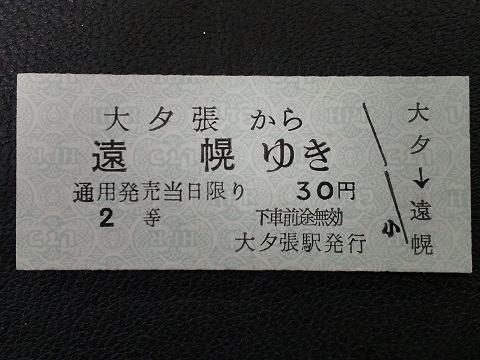 大夕張から
遠幌ゆき
通用発売当日限り 30円
2等 下車前途無効
大夕張駅発行
大夕→遠幌
小